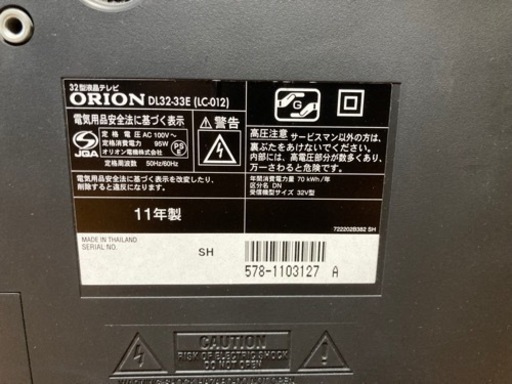 32型液晶テレビ
ORION DL32-33E (LC-012)
電気用品安全法に基づく表示
PSE
JQA
定格電圧 AC 100V
定格消費電力 95W
オリオン電機株式会社
定格周波数 50Hz/60Hz
電気用品安全法に基づく表示を改変したり、
削除すると違反になります。
警告
G
高圧注意 サービスマン以外の方は、
裏ぶたをあけないでください。
内部には、高電圧部分が数多くあり、
万一さわると危険です。
年間消費電力量 70 kWh/年
区分名 DN
受信機型サイズ 32V型
11年製
722202B382 SH
MADE IN THAILAND
SERIAL NO.
SH
578-1103127 A
CAUTION
RISK OF ELECTRIC SHOCK
DO NOT OPEN